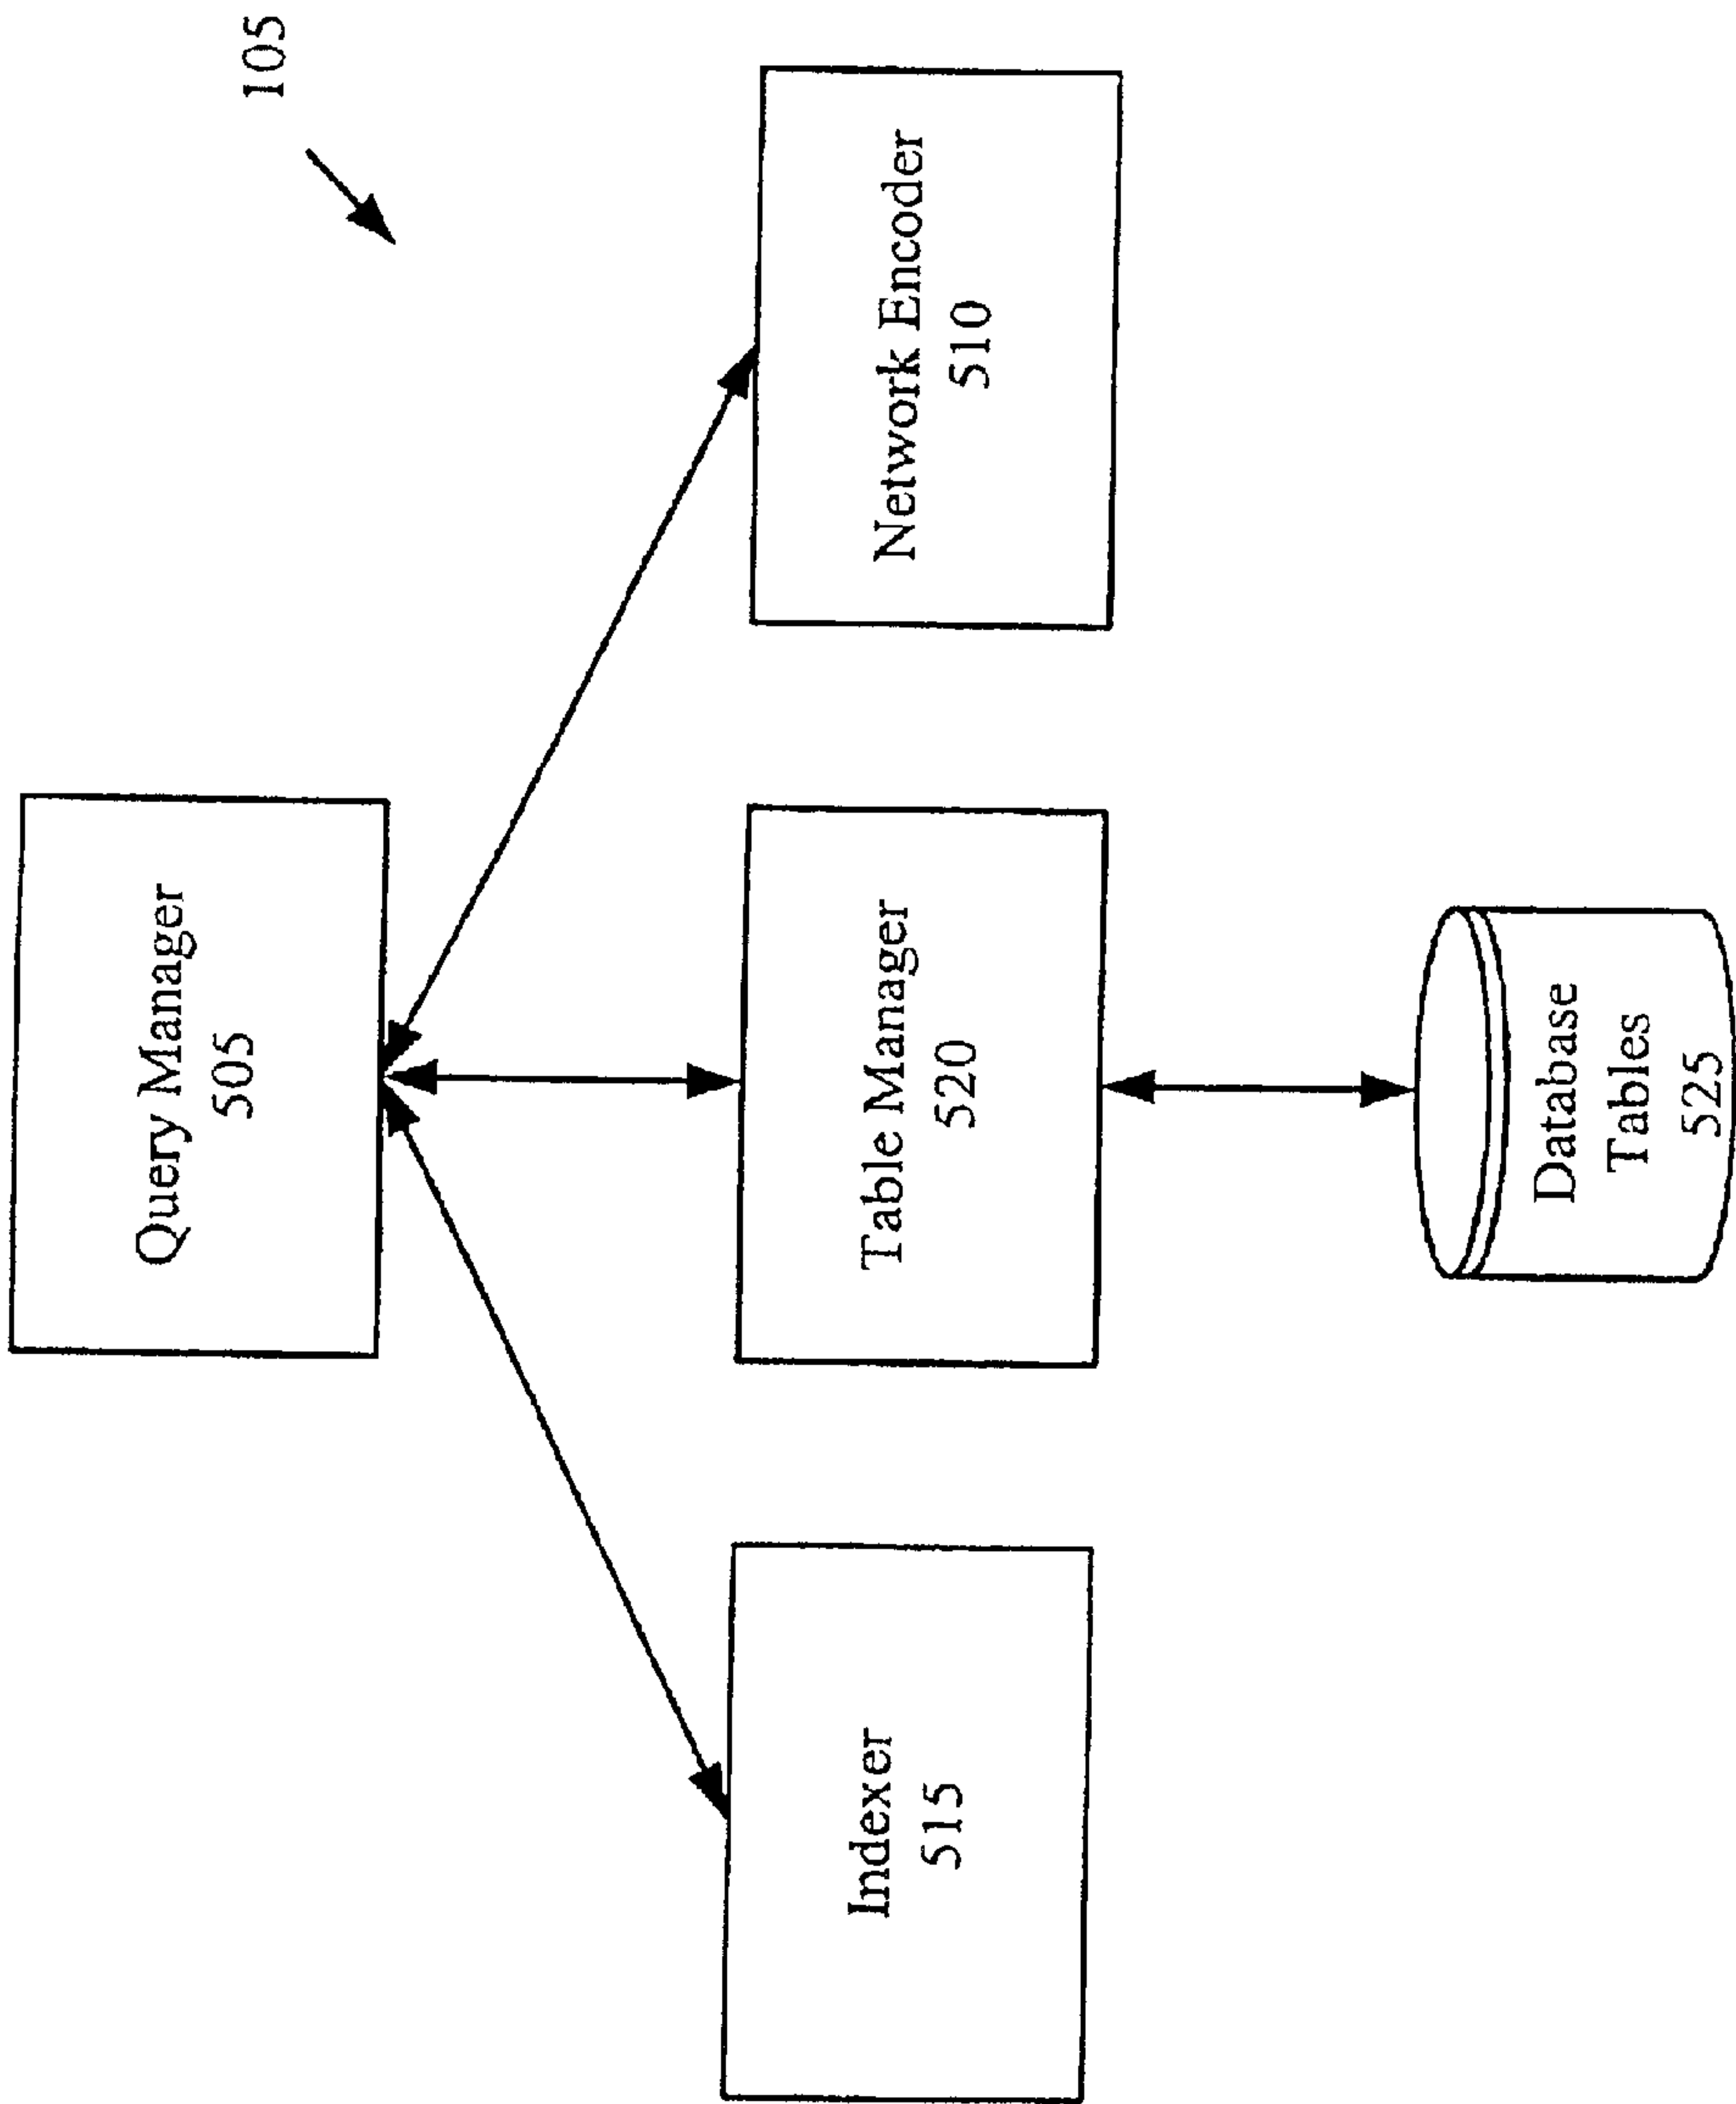 105
Query Manager
505
Indexer
515
Table Manager
520
Network Encoder
510
Database
Tables
525